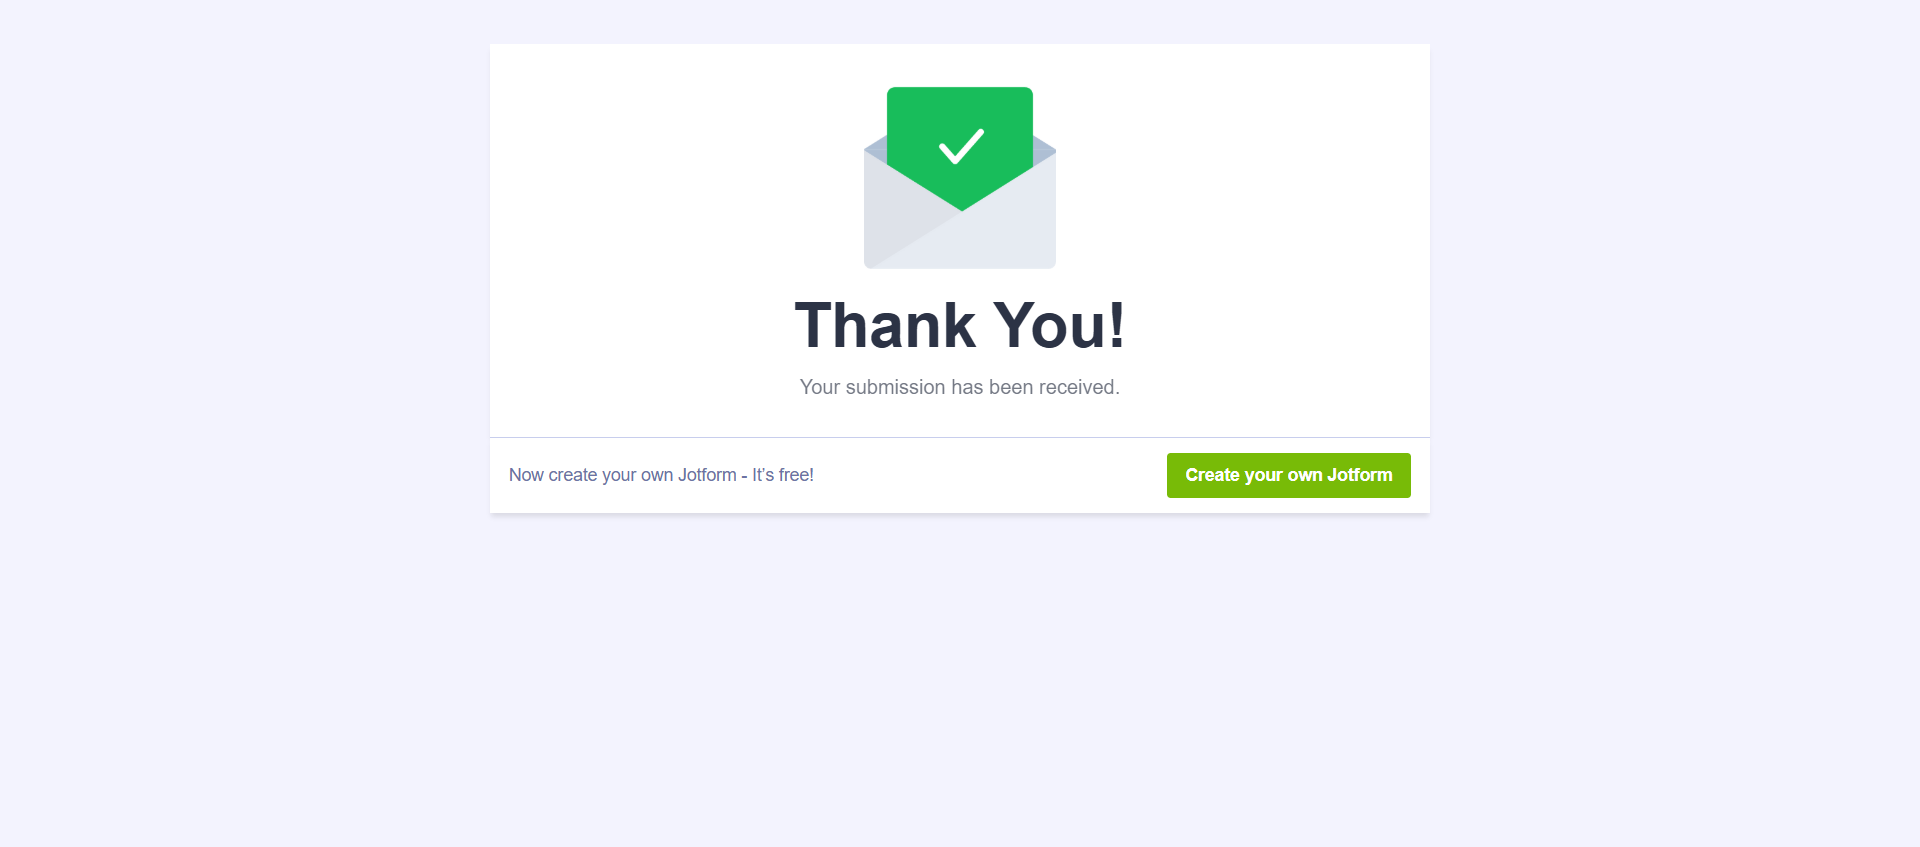 Thank You!
Your submission has been received.
Now create your own Jotform - It's free!
Create your own Jotform